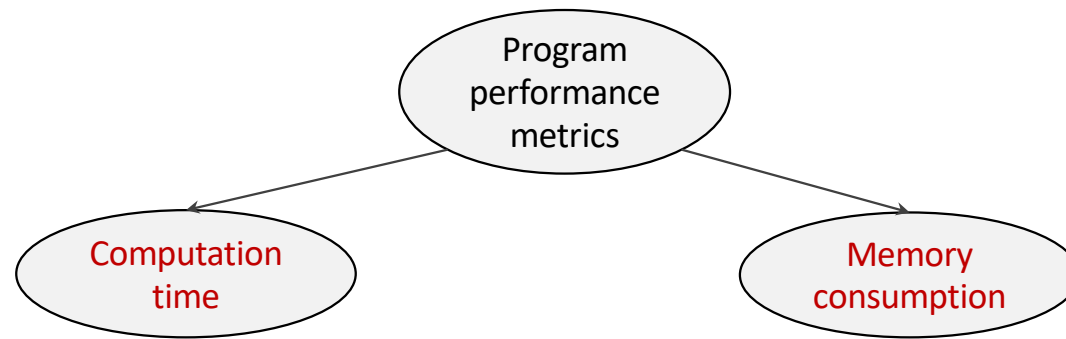 Program
performance
metrics
Computation
time
Memory
consumption